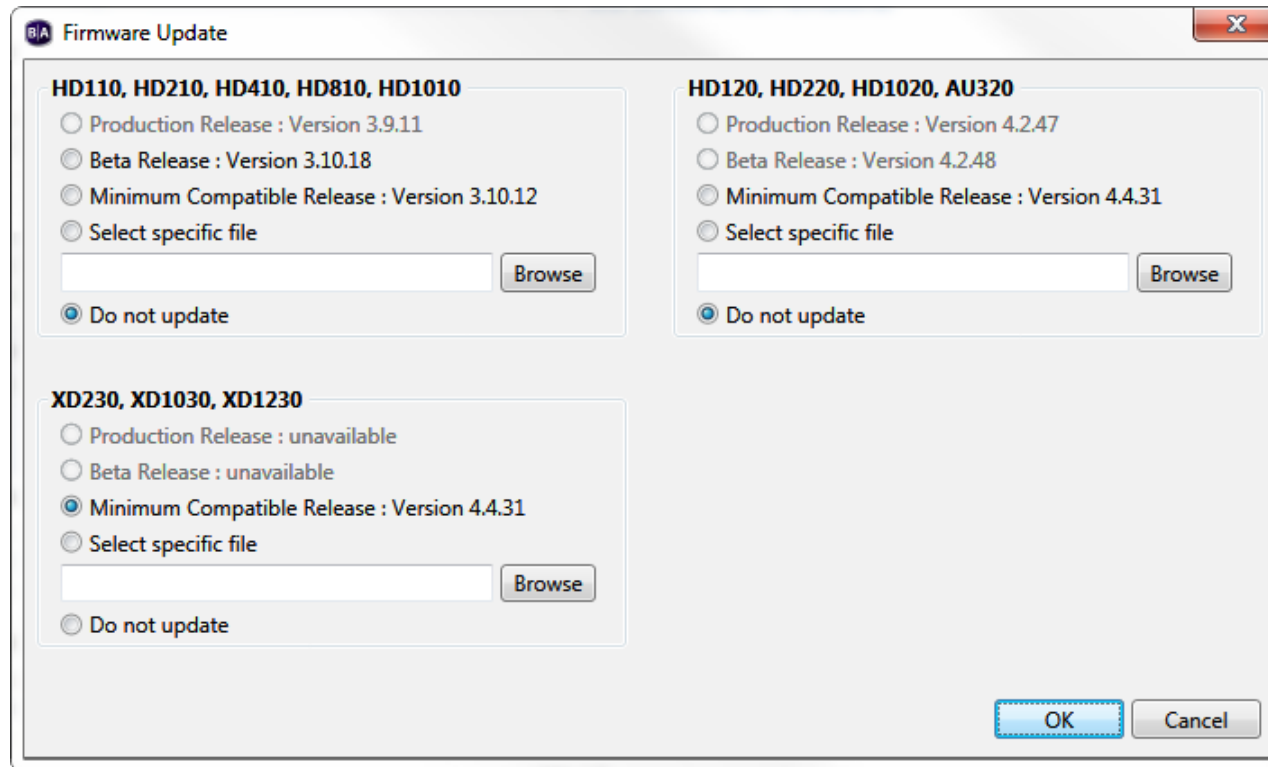 B|A Firmware Update
HD110, HD210, HD410, HD810, HD1010
Production Release : Version 3.9.11
Beta Release : Version 3.10.18
Minimum Compatible Release : Version 3.10.12
Select specific file
Browse
Do not update
HD120, HD220, HD1020, AU320
Production Release : Version 4.2.47
Beta Release : Version 4.2.48
Minimum Compatible Release : Version 4.4.31
Select specific file
Browse
Do not update
XD230, XD1030, XD1230
Production Release : unavailable
Beta Release : unavailable
Minimum Compatible Release : Version 4.4.31
Select specific file
Browse
Do not update
OK Cancel